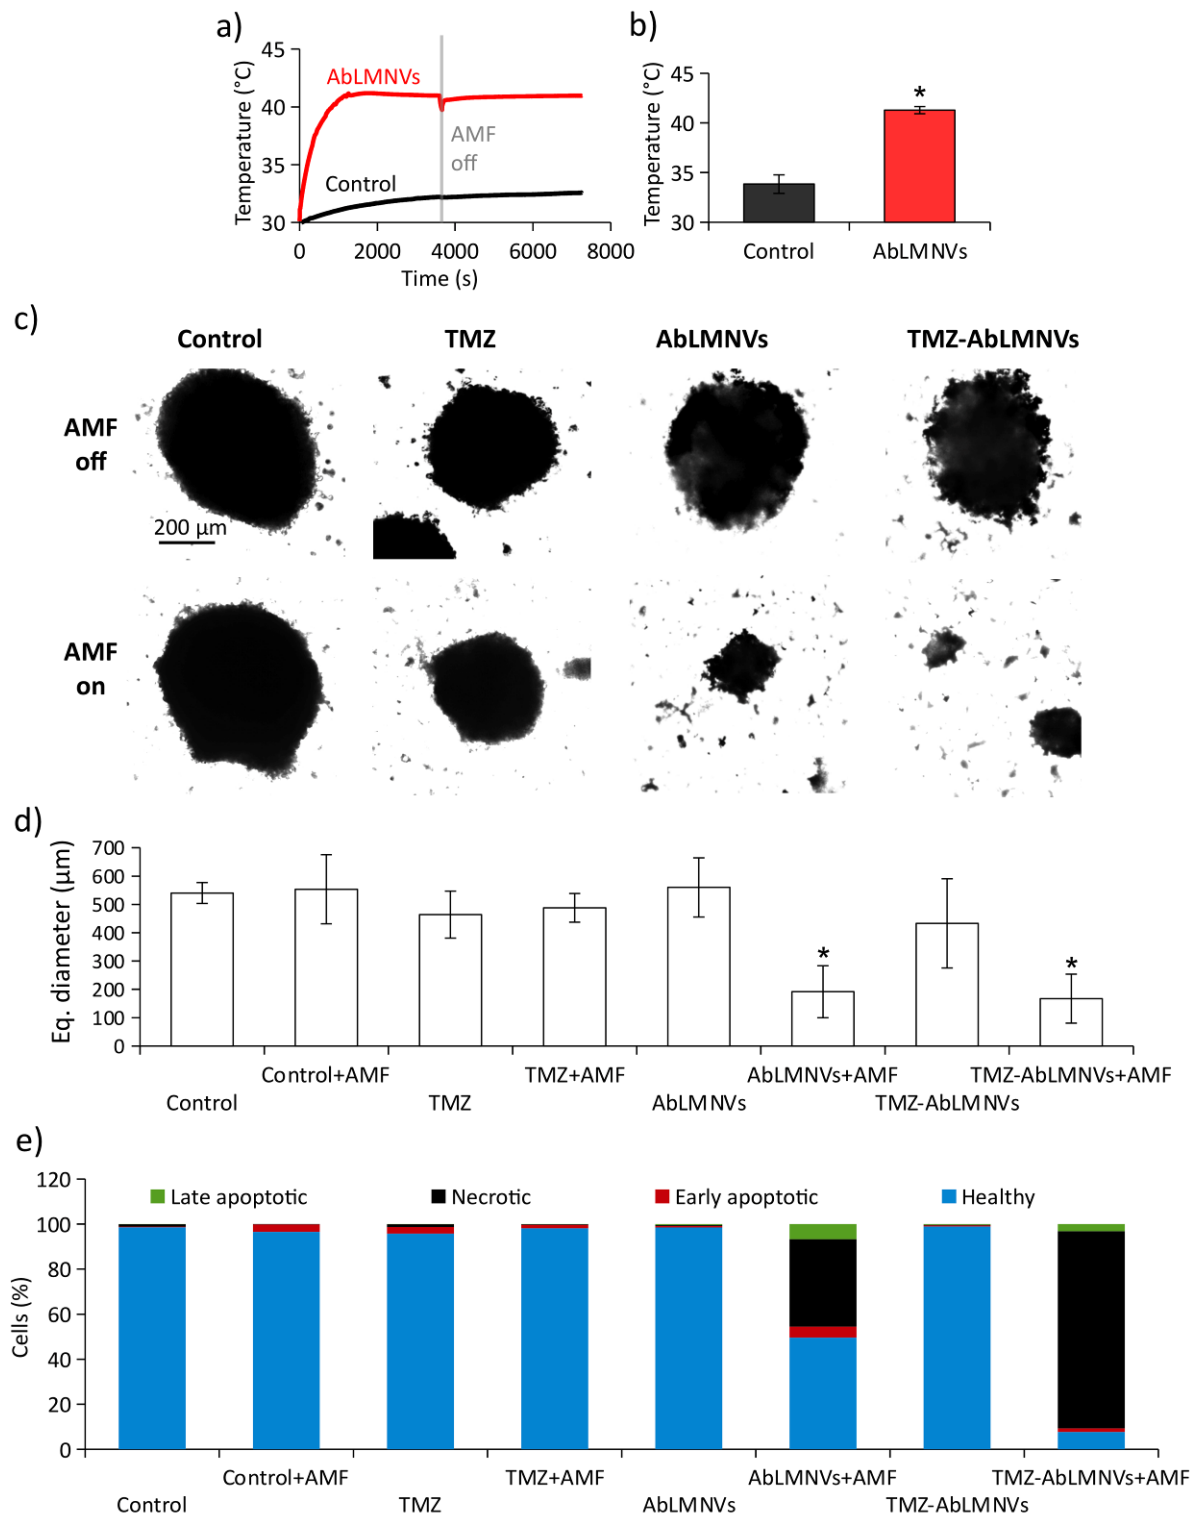 a)
Temperature (°C)
45
40
35
30
AbLMNVs
Control
AMF
off
0
2000
4000
6000
8000
Time (s)
b)
Temperature (°C)
45
40
35
30
*
Control
AbLMNVs
c)
Control
TMZ
AbLMNVs
TMZ-AbLMNVs
AMF
off
200 µm
AMF
on
d)
Eq. diameter (µm)
700
600
500
400
300
200
100
0
*
*
Control+AMF
TMZ+AMF
AbLMNVs+AMF
TMZ-AbLMNVs+AMF
Control
TMZ
AbLMNVs
TMZ-AbLMNVs
e)
Cells (%)
120
100
80
60
40
20
0
Late apoptotic
Necrotic
Early apoptotic
Healthy
Control+AMF
TMZ+AMF
AbLMNVs+AMF
TMZ-AbLMNVs+AMF
Control
TMZ
AbLMNVs
TMZ-AbLMNVs